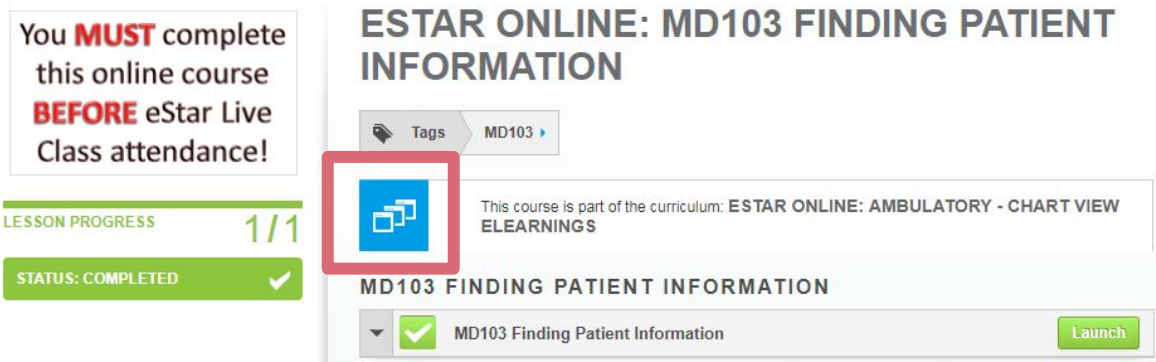 You MUST complete
this online course
BEFORE eStar Live
Class attendance!
LESSON PROGRESS
1/1
STATUS: COMPLETED
ESTAR ONLINE: MD103 FINDING PATIENT
INFORMATION
Tags
MD103
This course is part of the curriculum: ESTAR ONLINE: AMBULATORY - CHART VIEW
ELEARNINGS
MD103 FINDING PATIENT INFORMATION
MD103 Finding Patient Information
Launch